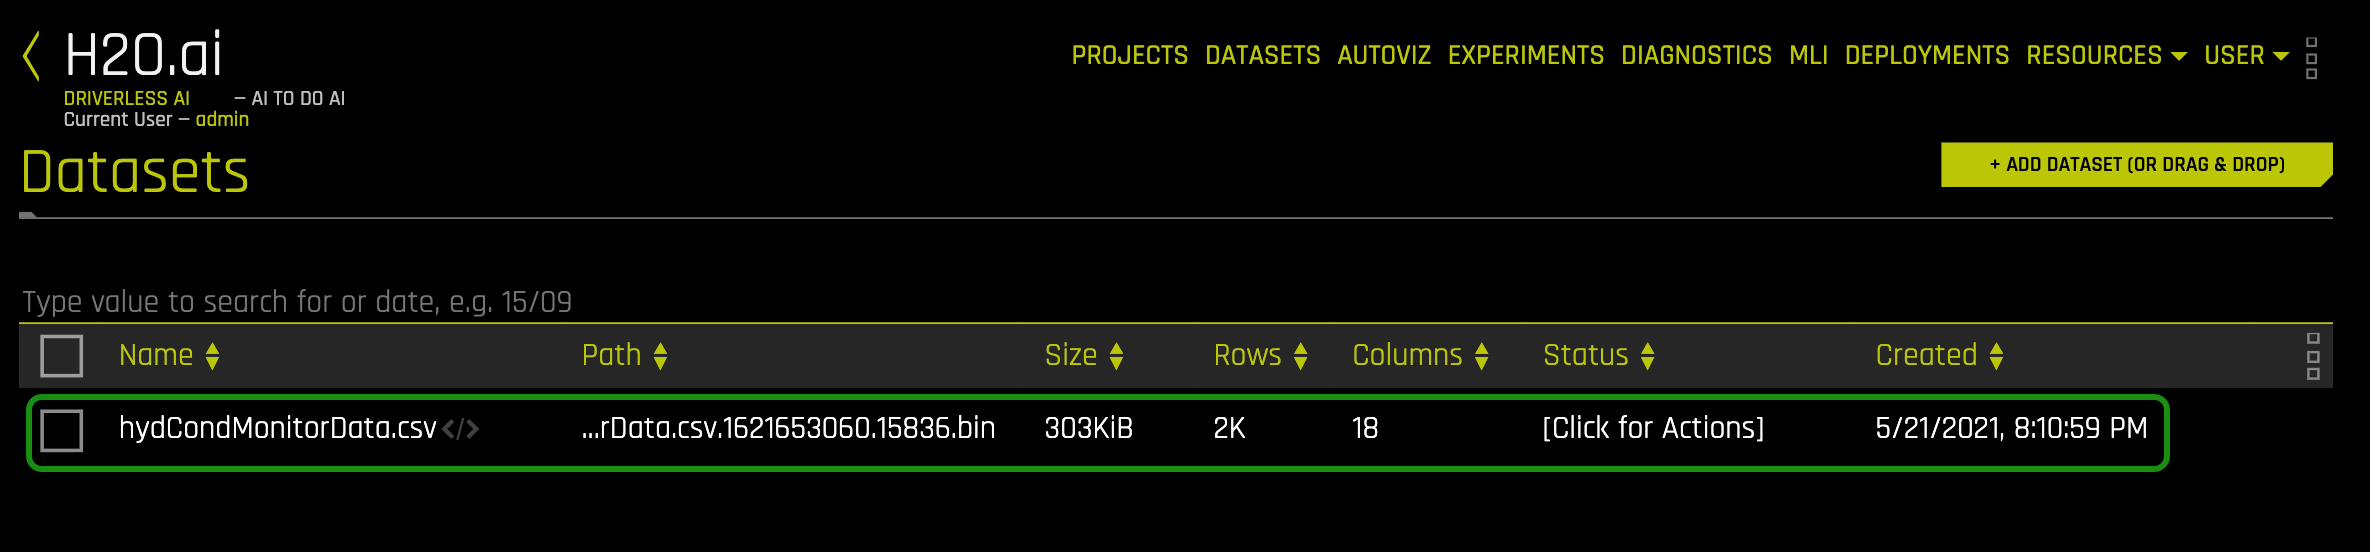 H2O.ai
DRIVERLESS AI — AI TO DO AI
Current User — admin
PROJECTS DATASETS AUTOVIZ EXPERIMENTS DIAGNOSTICS MLI DEPLOYMENTS RESOURCES USER
Datasets
+ ADD DATASET (OR DRAG & DROP)
Type value to search for or date, e.g. 15/09
Name Path Size Rows Columns Status Created
hydCondMonitorData.csv </> ...rData.csv.1621653060.15836.bin 303KiB 2K 18 [Click for Actions] 5/21/2021, 8:10:59 PM